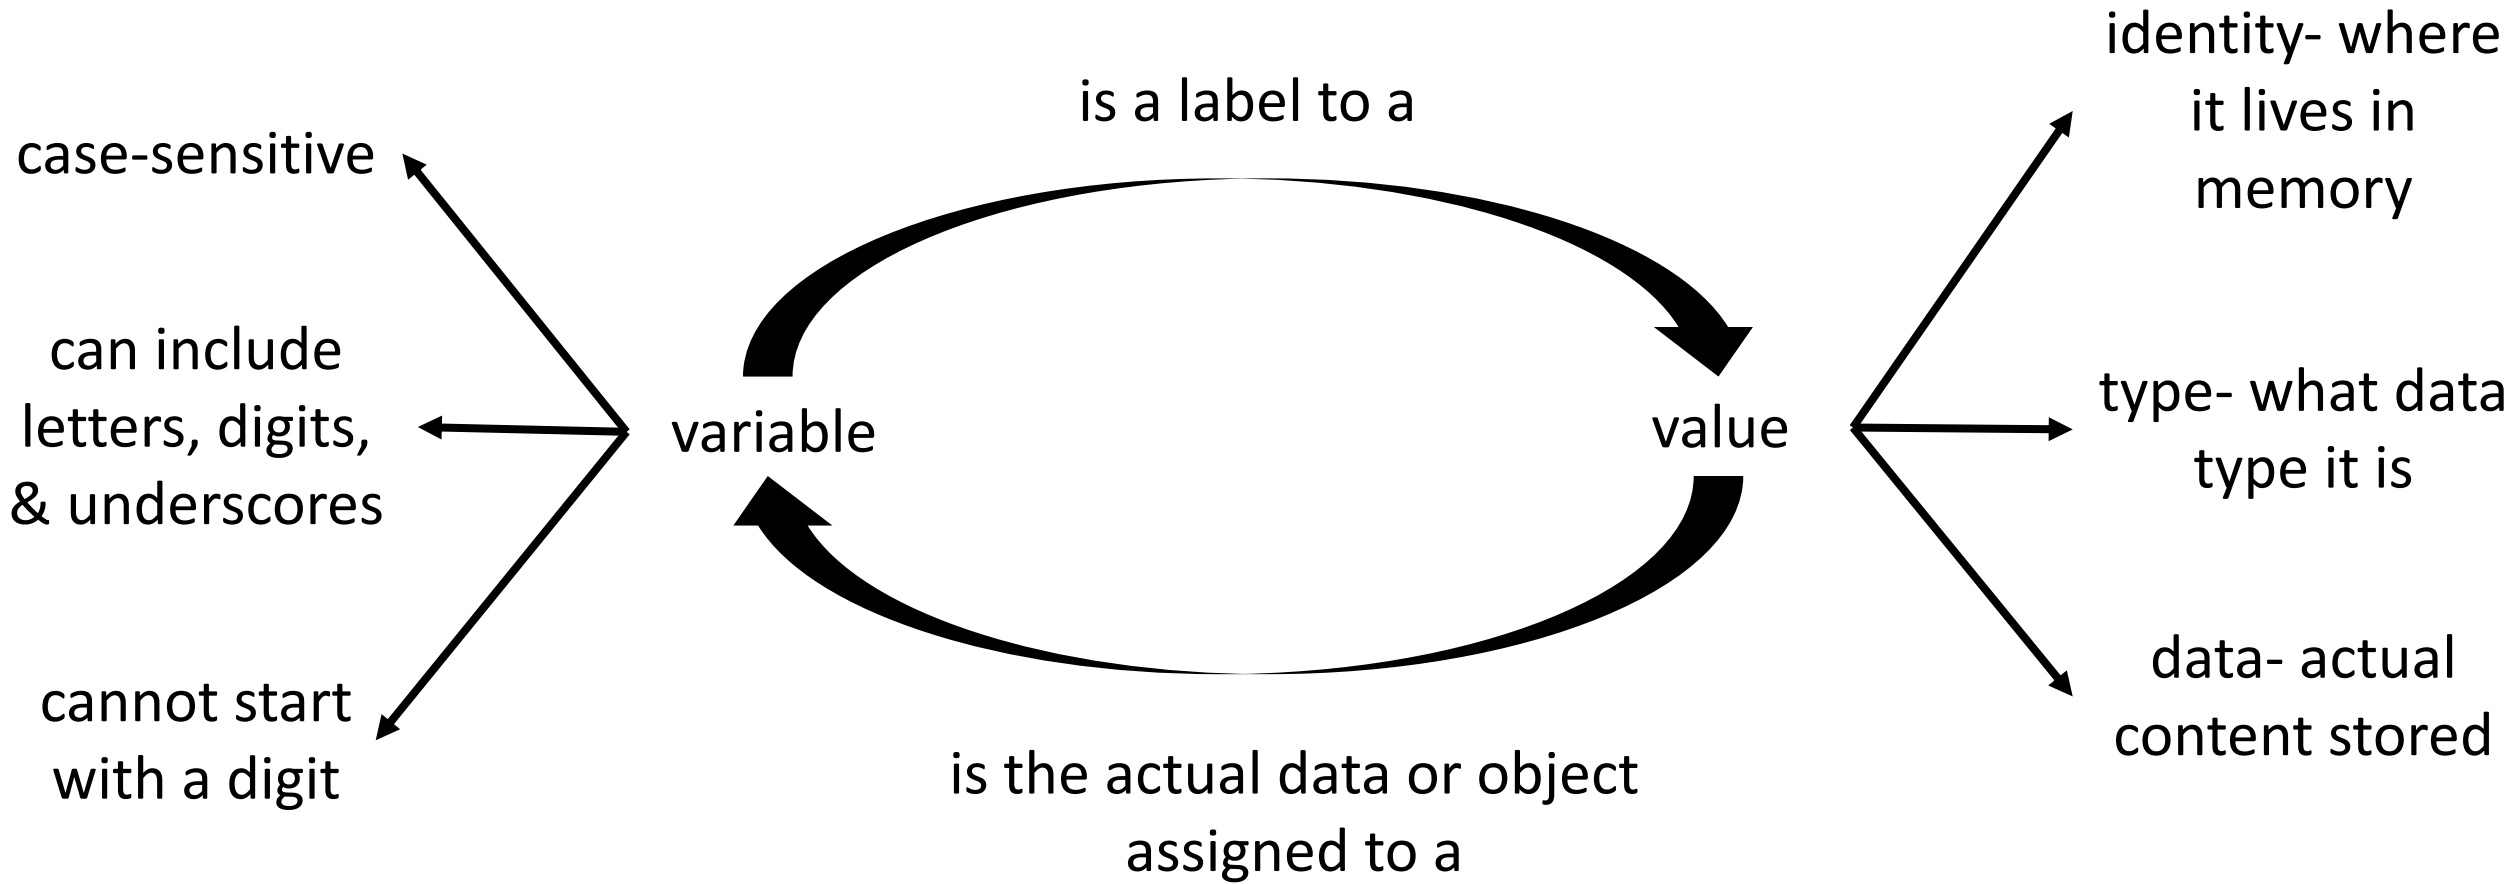 case-sensitive
can include
letters, digits,
& underscores
cannot start
with a digit
variable
is a label to a
value
is the actual data or object
assigned to a
identity- where
it lives in
memory
type- what data
type it is
data- actual
content stored